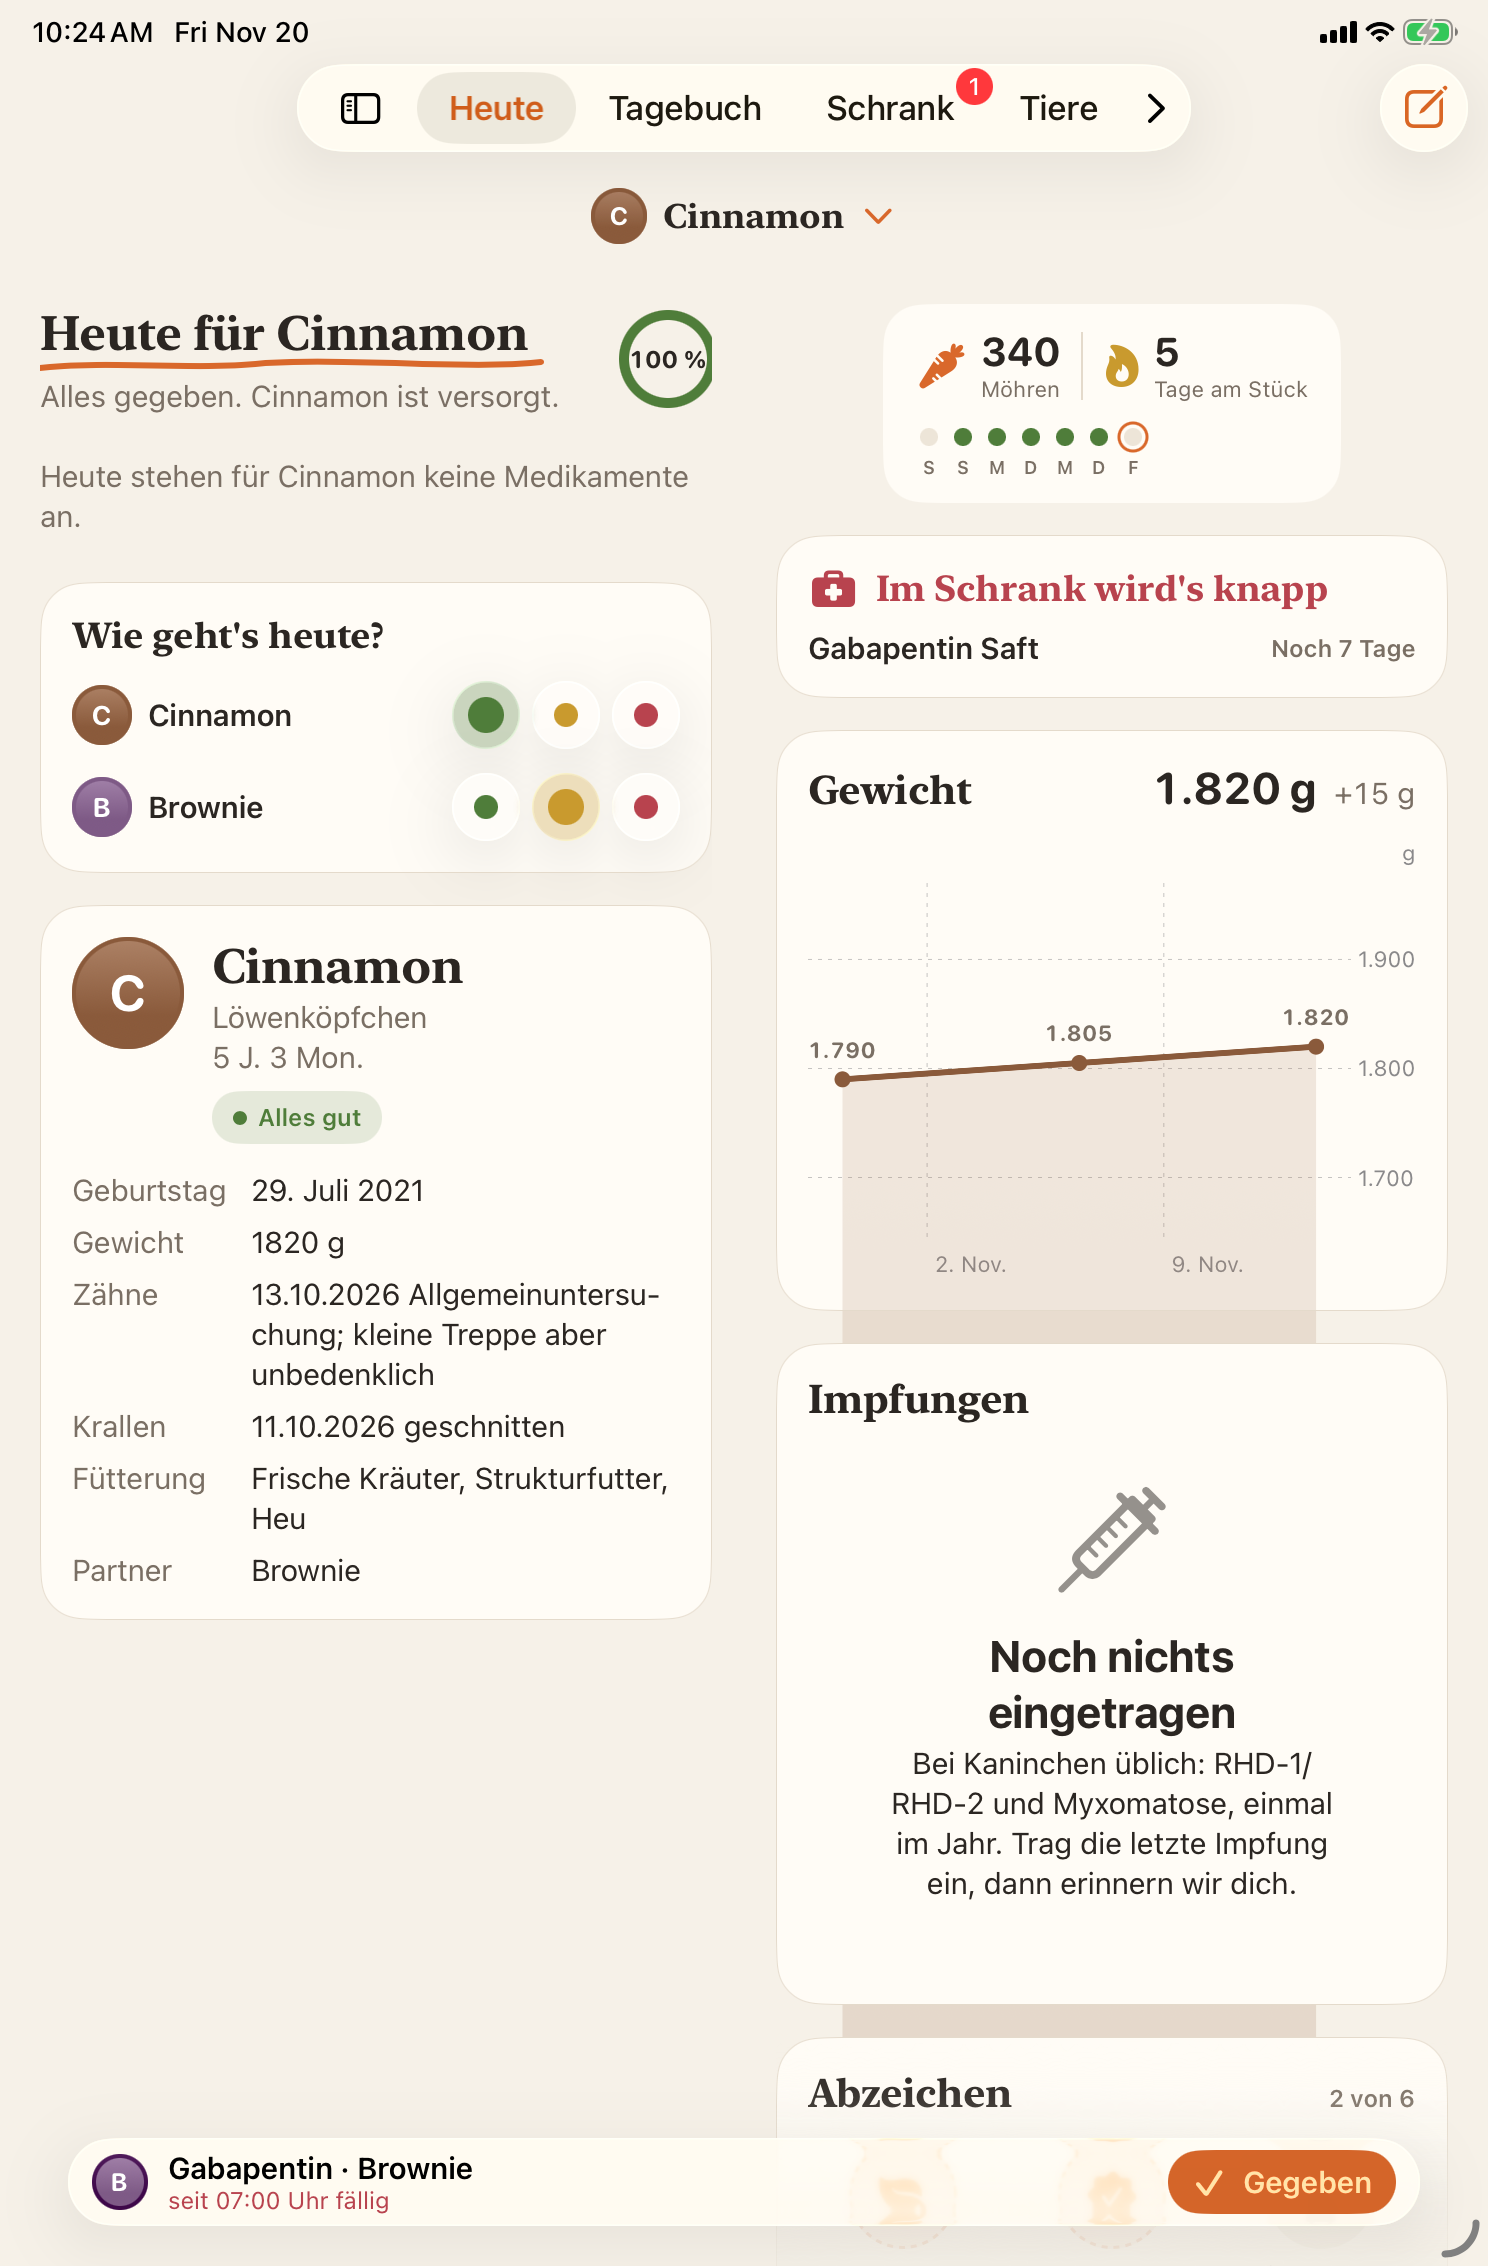 10:24 AM Fri Nov 20
Heute Tagebuch Schrank 1 Tiere
C Cinnamon
Heute für Cinnamon
100 %
Alles gegeben. Cinnamon ist versorgt.
Heute stehen für Cinnamon keine Medikamente
an.
Wie geht's heute?
C Cinnamon
B Brownie
C
Cinnamon
Löwenköpfchen
5 J. 3 Mon.
Alles gut
Geburtstag 29. Juli 2021
Gewicht 1820 g
Zähne 13.10.2026 Allgemeinuntersu-
chung; kleine Treppe aber
unbedenklich
Krallen 11.10.2026 geschnitten
Fütterung Frische Kräuter, Strukturfutter,
Heu
Partner Brownie
340 5
Möhren Tage am Stück
S S M D M D F
Im Schrank wird's knapp
Gabapentin Saft Noch 7 Tage
Gewicht 1.820 g +15 g
g
1.900
1.820
1.805
1.790
1.800
1.700
2. Nov. 9. Nov.
Impfungen
Noch nichts
eingetragen
Bei Kaninchen üblich: RHD-1/
RHD-2 und Myxomatose, einmal
im Jahr. Trag die letzte Impfung
ein, dann erinnern wir dich.
Abzeichen 2 von 6
B Gabapentin · Brownie
seit 07:00 Uhr fällig
Gegeben